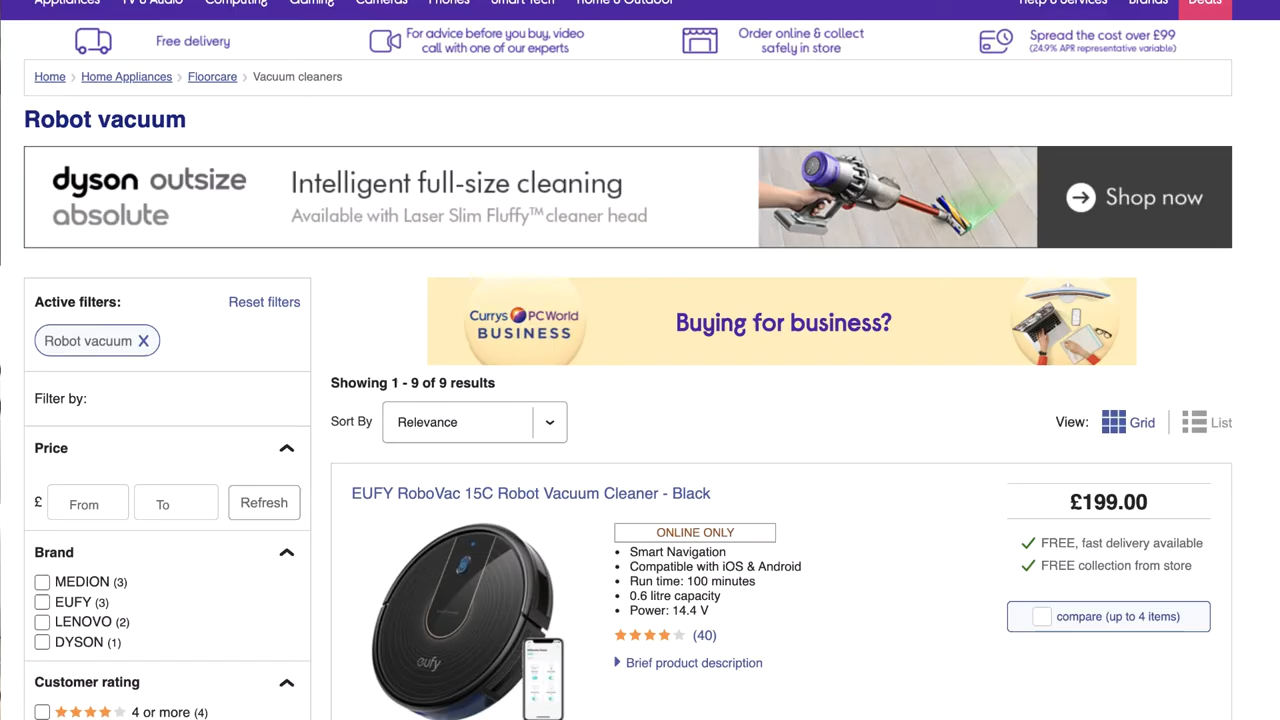 Appliances TV & Audio Computing Gaming Cameras Phones Smart Tech Home & Outdoor Help & Services Brands Deals
Free delivery
For advice before you buy, video
call with one of our experts
Order online & collect
safely in store
Spread the cost over £99
(24.9% APR representative variable)
Home > Home Appliances > Floorcare > Vacuum cleaners
Robot vacuum
dyson outsize
absolute
Intelligent full-size cleaning
Available with Laser Slim Fluffy™ cleaner head
Shop now
Active filters:
Reset filters
Robot vacuum X
Filter by:
Price
£ From To Refresh
Brand
MEDION (3)
EUFY (3)
LENOVO (2)
DYSON (1)
Customer rating
4 or more (4)
Currys PC World
BUSINESS
Buying for business?
Showing 1 - 9 of 9 results
Sort By Relevance
View: Grid List
EUFY RoboVac 15C Robot Vacuum Cleaner - Black
eufy
ONLINE ONLY
• Smart Navigation
• Compatible with iOS & Android
• Run time: 100 minutes
• 0.6 litre capacity
• Power: 14.4 V
(40)
Brief product description
£199.00
FREE, fast delivery available
FREE collection from store
compare (up to 4 items)